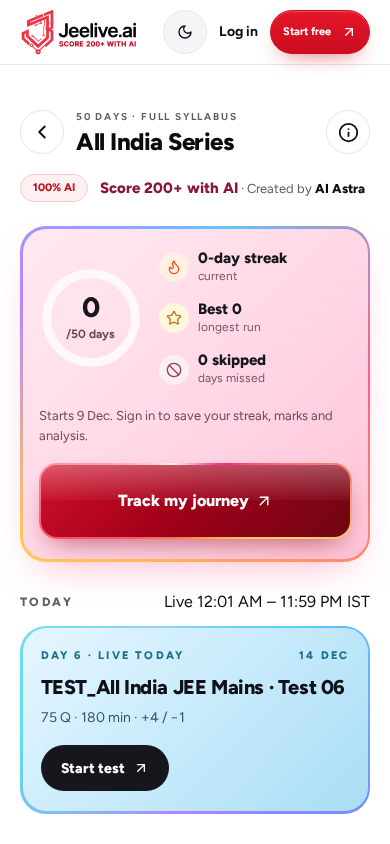 Jeelive.ai
SCORE 200+ WITH AI
Log in
Start free
50 DAYS · FULL SYLLABUS
All India Series
100% AI
Score 200+ with AI · Created by AI Astra
0
/50 days
0-day streak
current
Best 0
longest run
0 skipped
days missed
Starts 9 Dec. Sign in to save your streak, marks and
analysis.
Track my journey
TODAY
Live 12:01 AM – 11:59 PM IST
DAY 6 · LIVE TODAY
14 DEC
TEST_All India JEE Mains · Test 06
75 Q · 180 min · +4 / −1
Start test